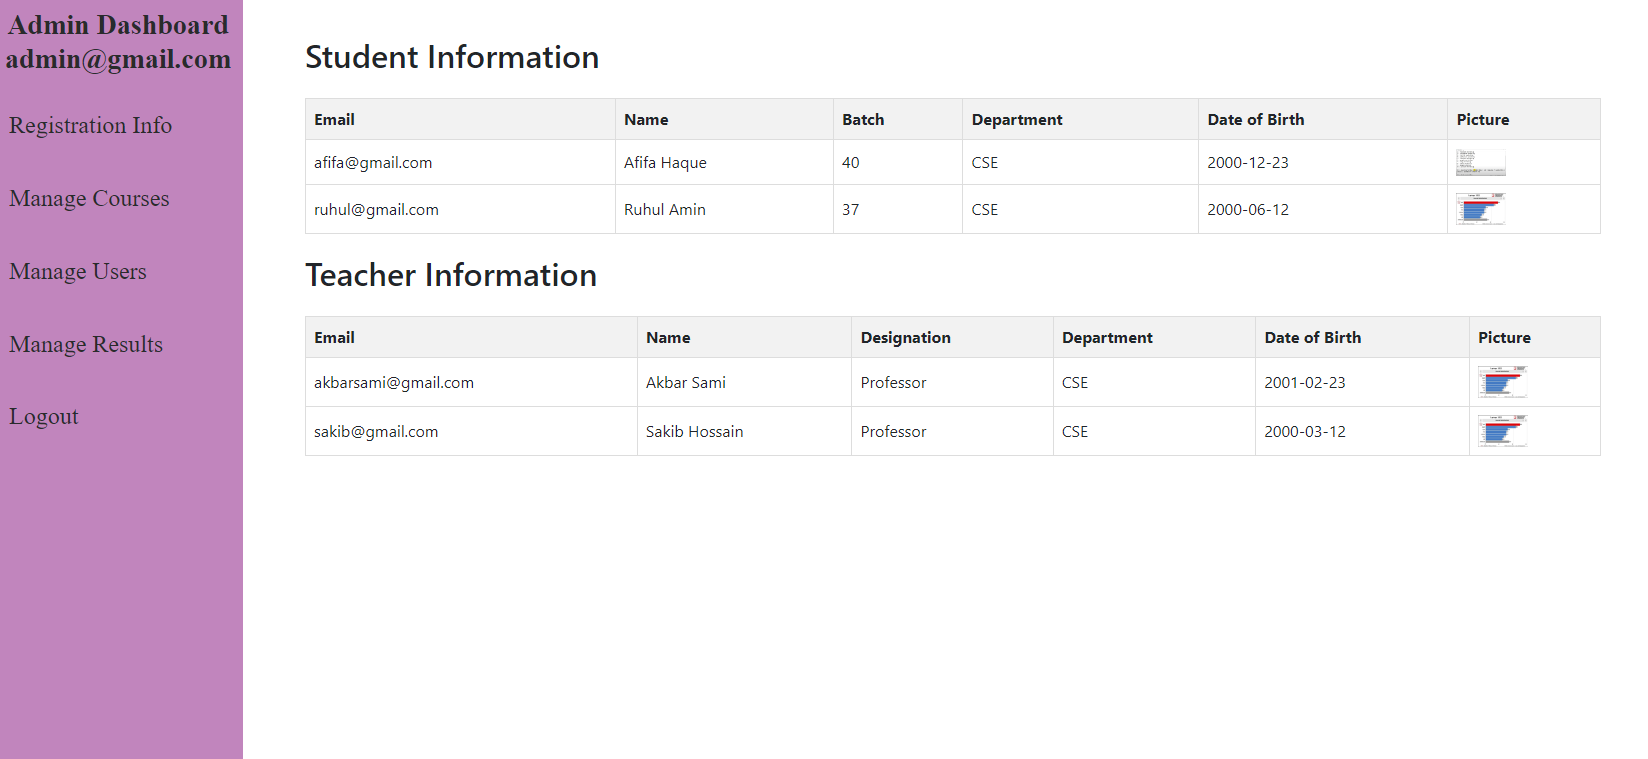 Admin Dashboard
admin@gmail.com
Registration Info
Manage Courses
Manage Users
Manage Results
Logout
Student Information
Email Name Batch Department Date of Birth Picture
afifa@gmail.com Afifa Haque 40 CSE 2000-12-23
ruhul@gmail.com Ruhul Amin 37 CSE 2000-06-12
Teacher Information
Email Name Designation Department Date of Birth Picture
akbarsami@gmail.com Akbar Sami Professor CSE 2001-02-23
sakib@gmail.com Sakib Hossain Professor CSE 2000-03-12